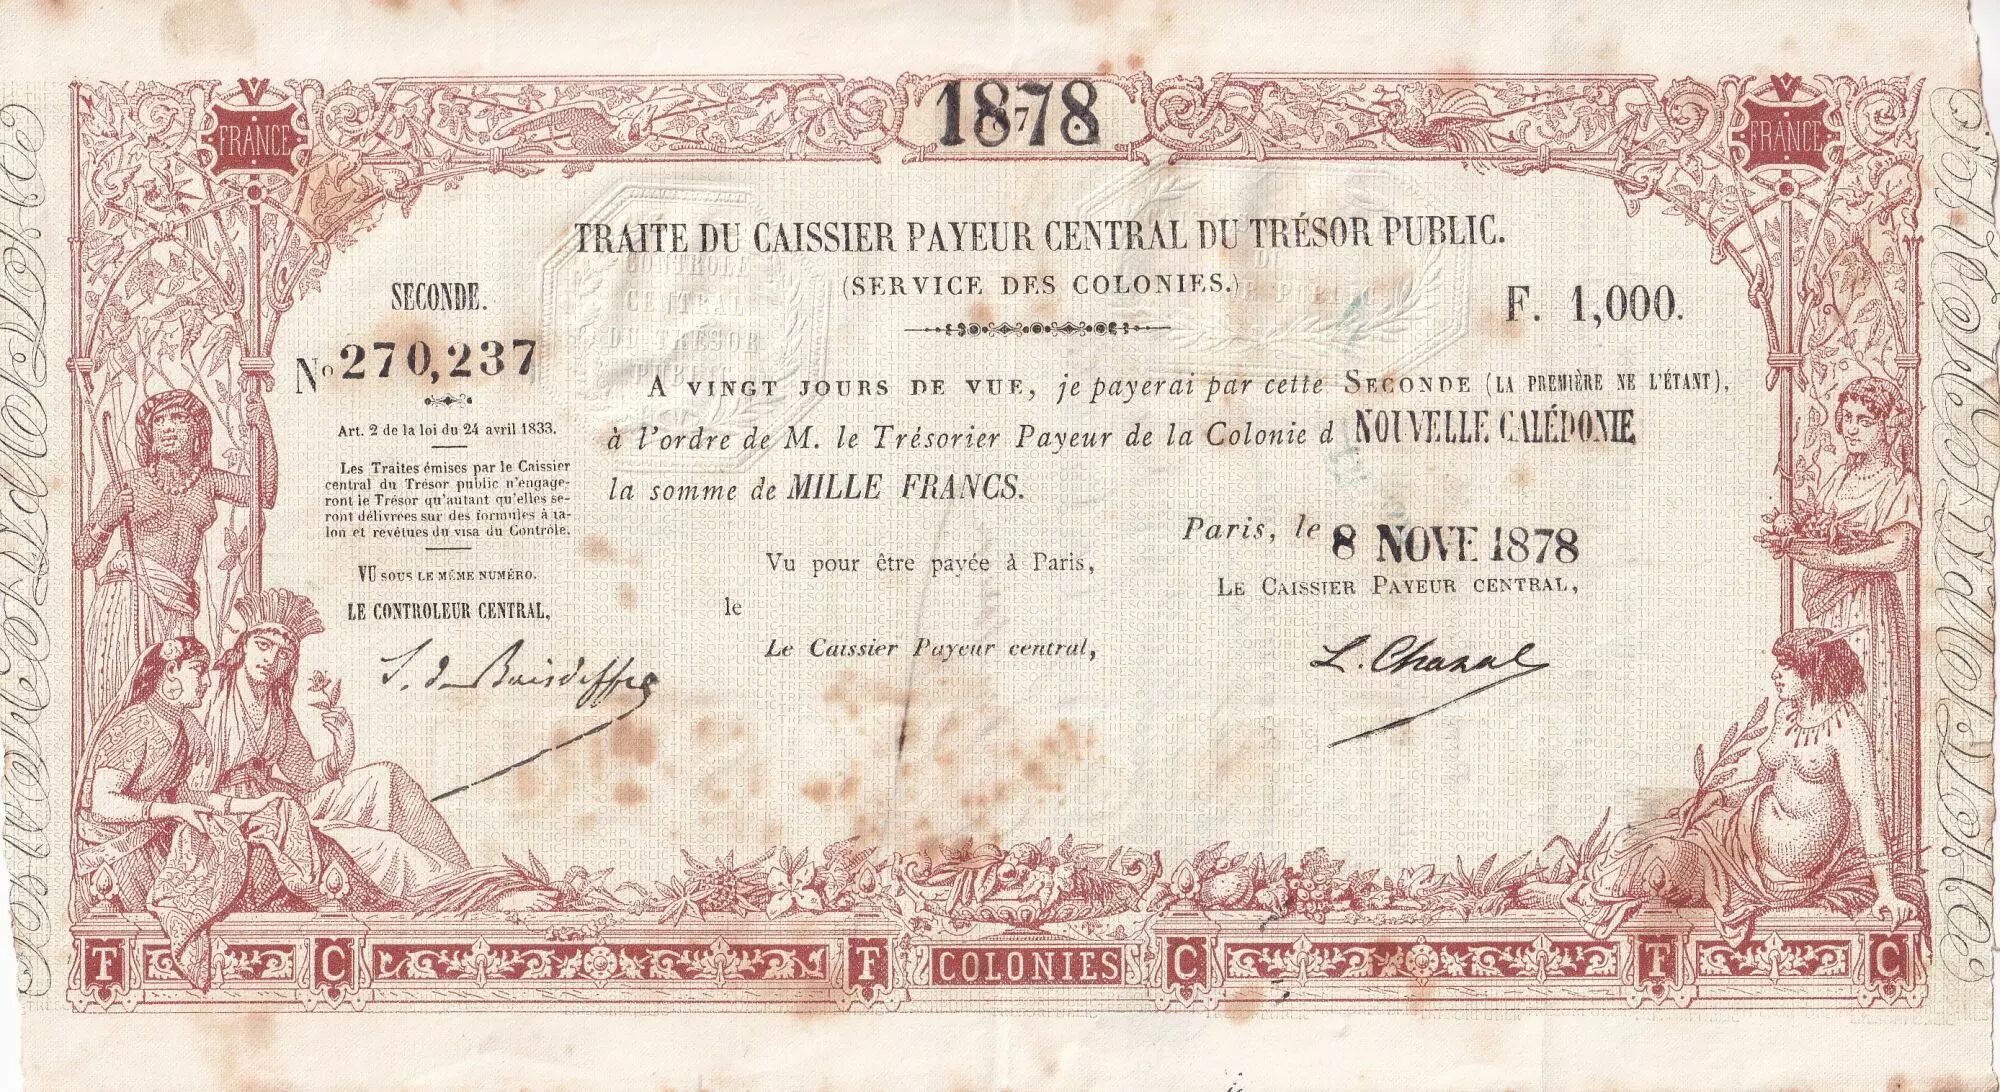 1878
FRANCE
FRANCE
TRAITE DU CAISSIER PAYEUR CENTRAL DU TRÉSOR PUBLIC.
(SERVICE DES COLONIES.)
SECONDE.
F. 1,000.
No 270,237
CONTROLE
CENTRAL
DU TRESOR
PUBLIC
A VINGT JOURS DE VUE, je payerai par cette SECONDE (LA PREMIÈRE NE L'ÉTANT),
à l'ordre de M. le Trésorier Payeur de la Colonie d NOUVELLE CALÉDONIE
la somme de MILLE FRANCS.
Art. 2 de la loi du 24 avril 1833.
Les Traites émises par le Caissier
central du Trésor public n'engage-
ront le Trésor qu'autant qu'elles se-
ront délivrées sur des formules à ta-
lon et revêtues du visa du Contrôle.
VU SOUS LE MÊME NUMÉRO.
LE CONTROLEUR CENTRAL,
Paris, le 8 NOVE 1878
LE CAISSIER PAYEUR CENTRAL,
L. Chazal
Vu pour être payée à Paris,
le
Le Caissier Payeur central,
T C T COLONIES C T C